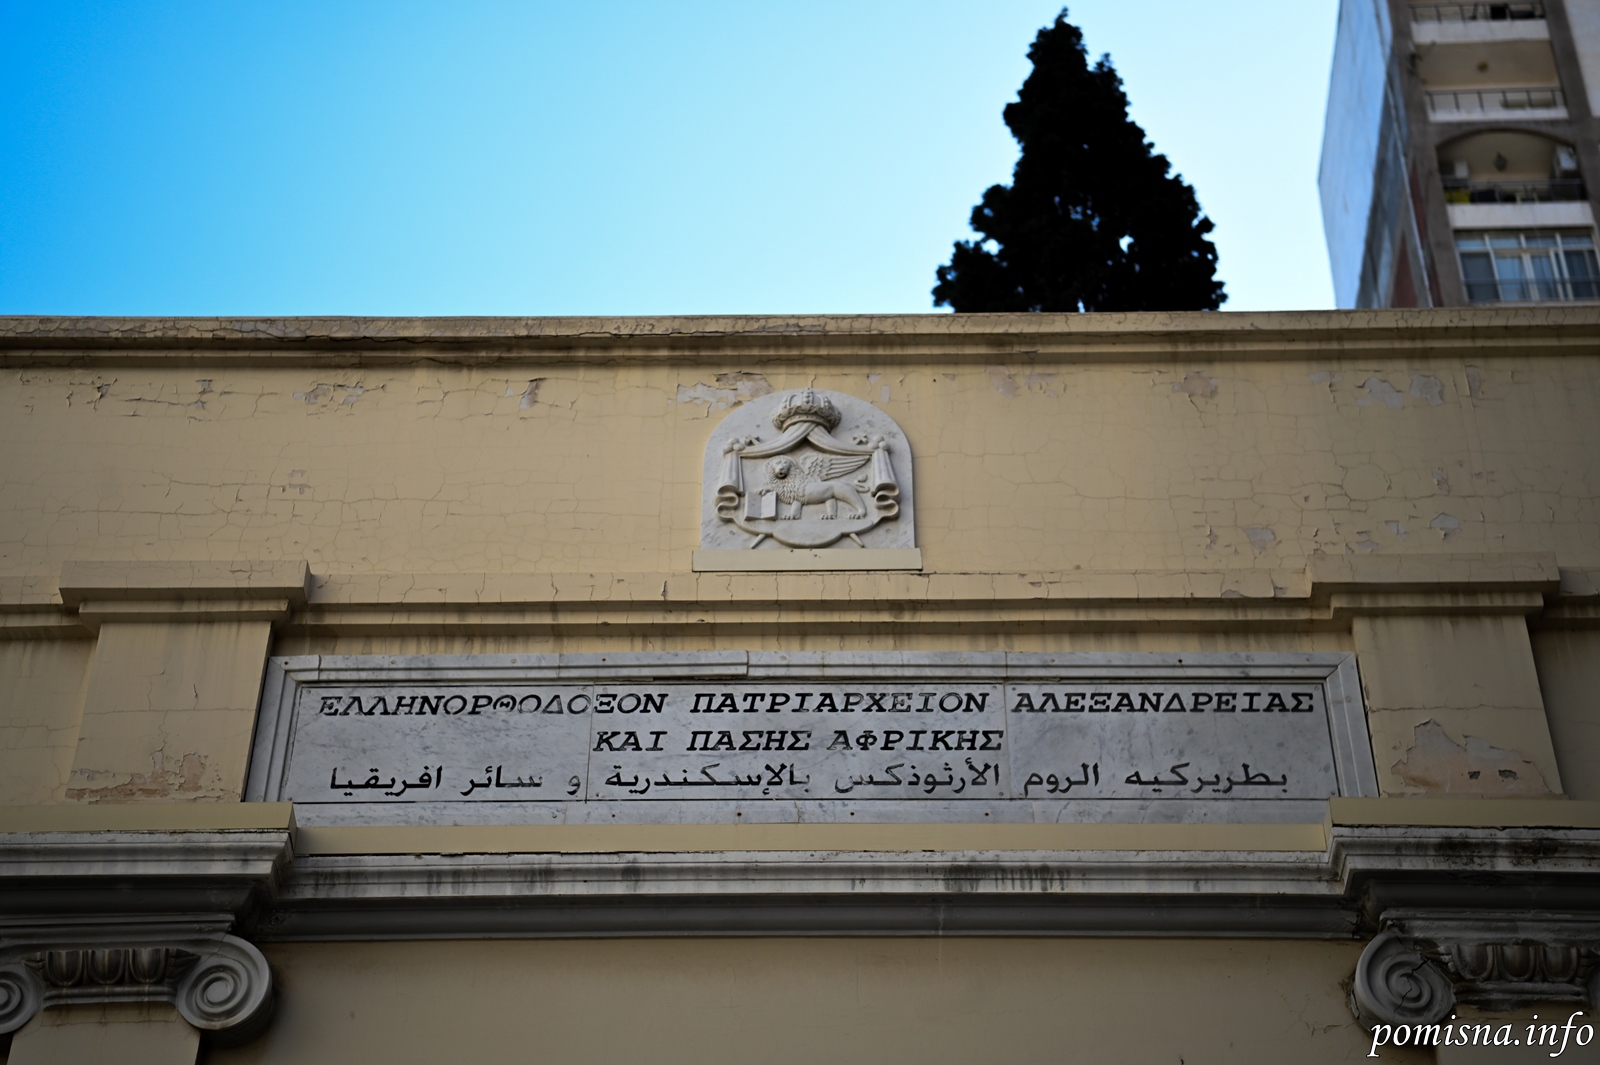 ΕΛΛΗΝΟΡΘΟΔΟΞΟΝ ΠΑΤΡΙΑΡΧΕΙΟΝ ΑΛΕΞΑΝΔΡΕΙΑΣ
ΚΑΙ ΠΑΣΗΣ ΑΦΡΙΚΗΣ
بطريركيه الروم الأرثوذكس بالإسكندرية و سائر افريقيا
pomisna.info